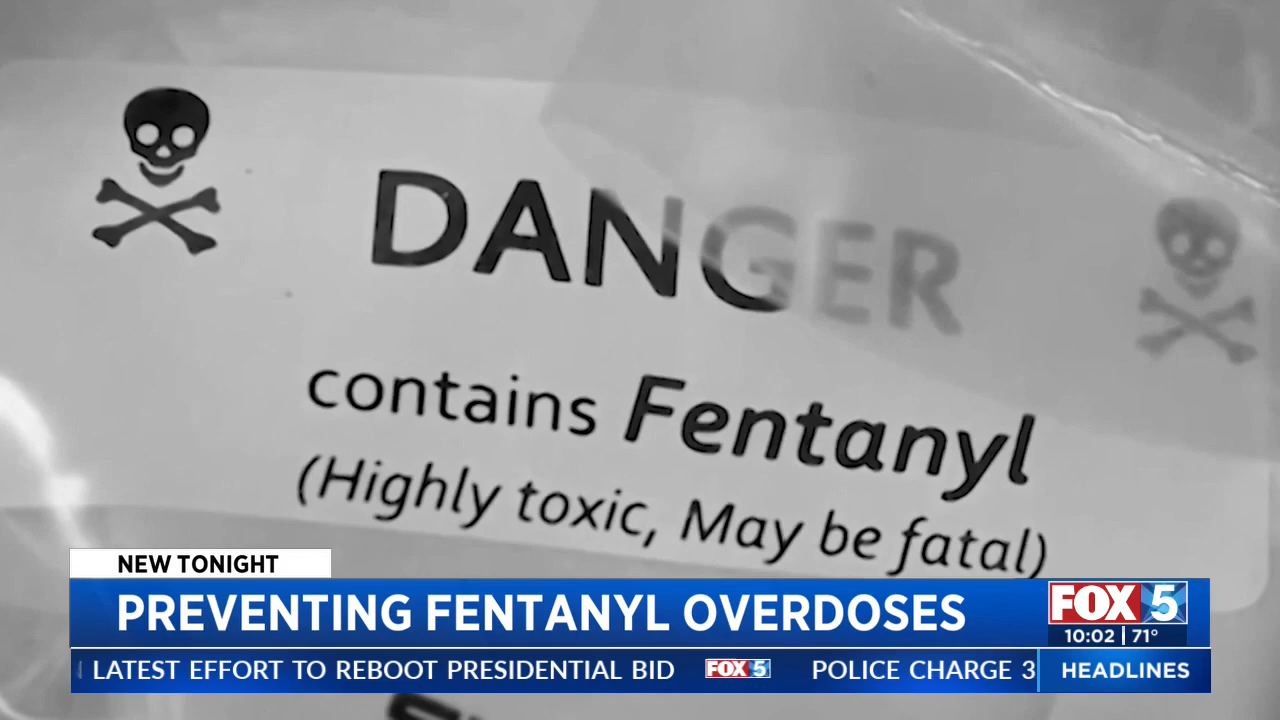 DANGER
contains Fentanyl
(Highly toxic, May be fatal)
NEW TONIGHT
PREVENTING FENTANYL OVERDOSES
FOX 5
10:02 | 71°
LATEST EFFORT TO REBOOT PRESIDENTIAL BID FOX 5 POLICE CHARGE 3
HEADLINES